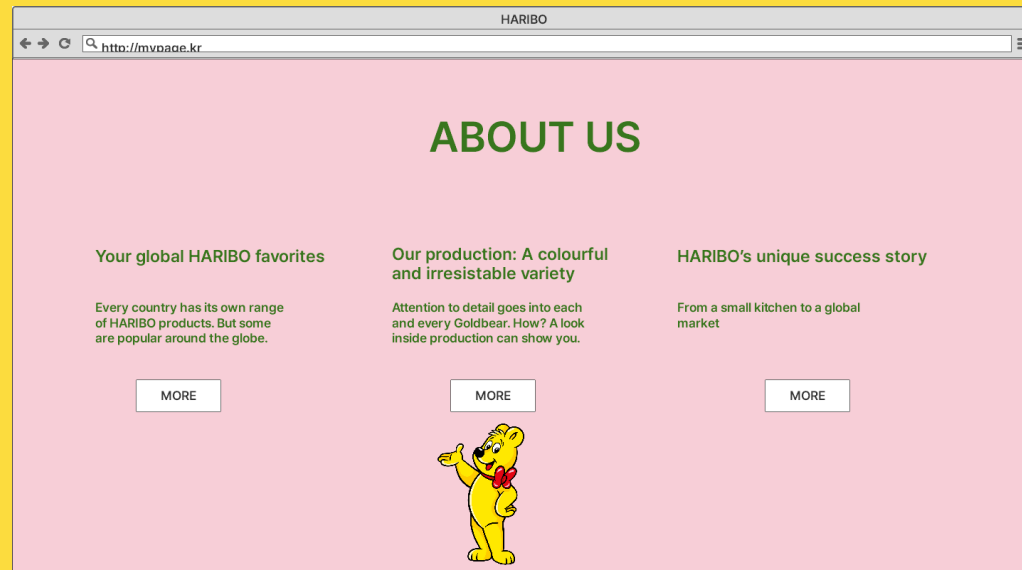 HARIBO
http://mypage.kr
ABOUT US
Your global HARIBO favorites
Every country has its own range
of HARIBO products. But some
are popular around the globe.
MORE
Our production: A colourful
and irresistable variety
Attention to detail goes into each
and every Goldbear. How? A look
inside production can show you.
MORE
HARIBO’s unique success story
From a small kitchen to a global
market
MORE